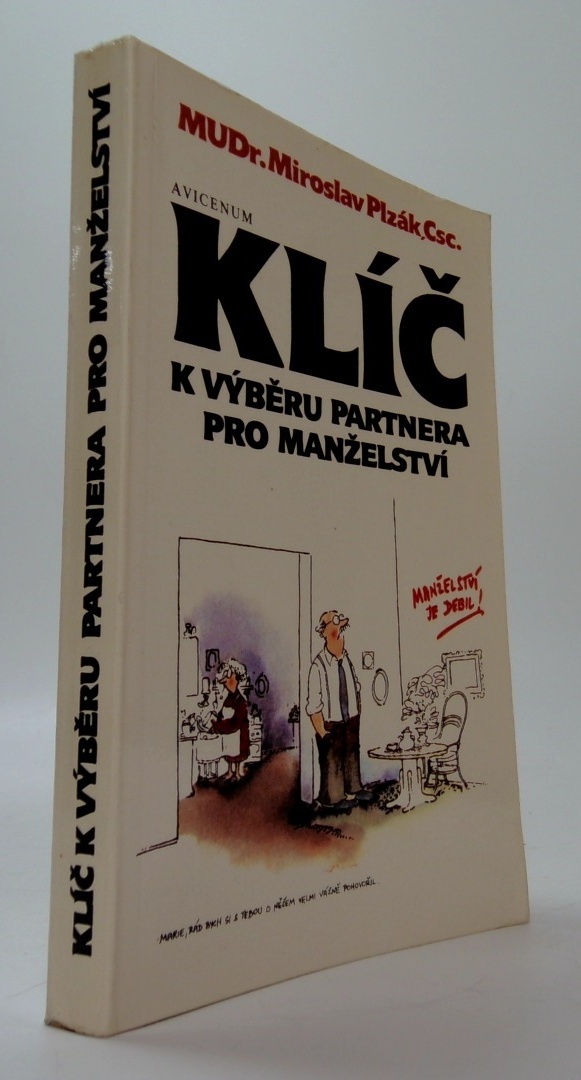 KLÍČ K VÝBĚRU PARTNERA PRO MANŽELSTVÍ
MUDr. Miroslav Plzák, Csc.
AVICENUM
KLÍČ
K VÝBĚRU PARTNERA
PRO MANŽELSTVÍ
MANŽELSTVÍ
JE DEBIL!
MARIE, RÁD BYCH SI S TEBOU O NĚČEM VELMI VÁŽNĚ POHOVOŘIL.